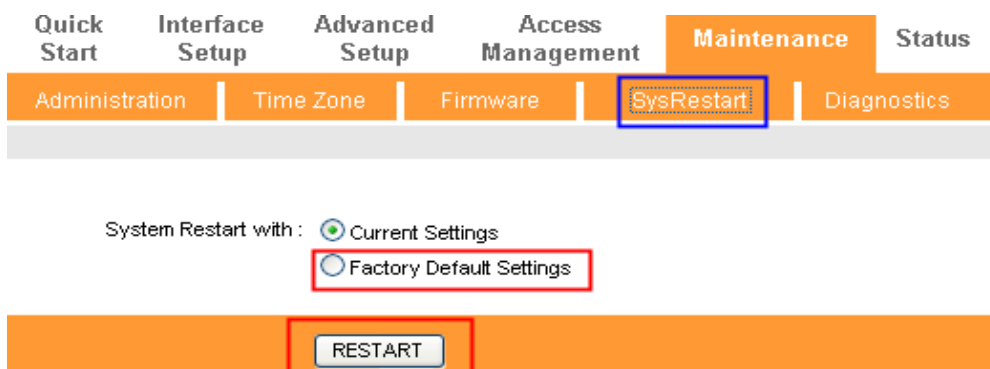 Quick Start Interface Setup Advanced Setup Access Management Maintenance Status
Administration Time Zone Firmware SysRestart Diagnostics
System Restart with : Current Settings
Factory Default Settings
RESTART